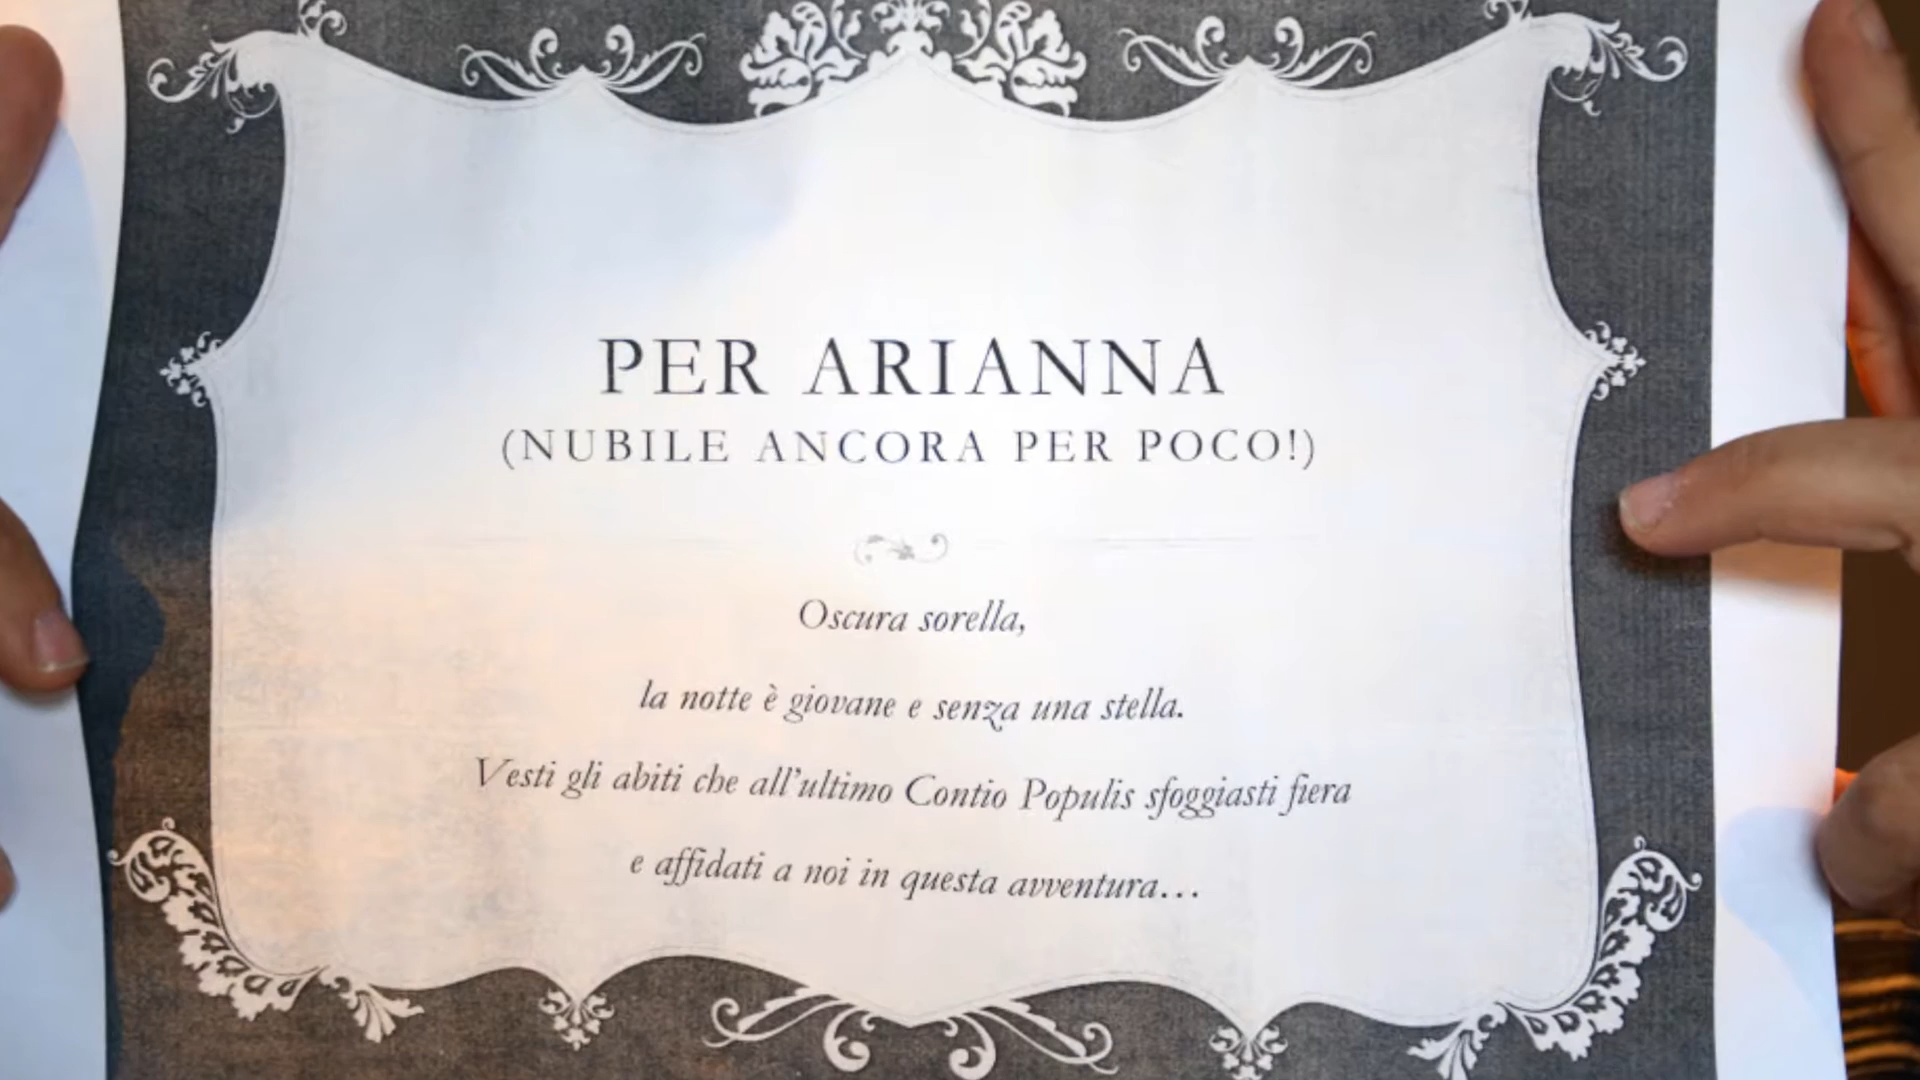 PER ARIANNA
(NUBILE ANCORA PER POCO!)
Oscura sorella,
la notte è giovane e senza una stella.
Vesti gli abiti che all'ultimo Contio Populis sfoggiasti fiera
e affidati a noi in questa avventura...